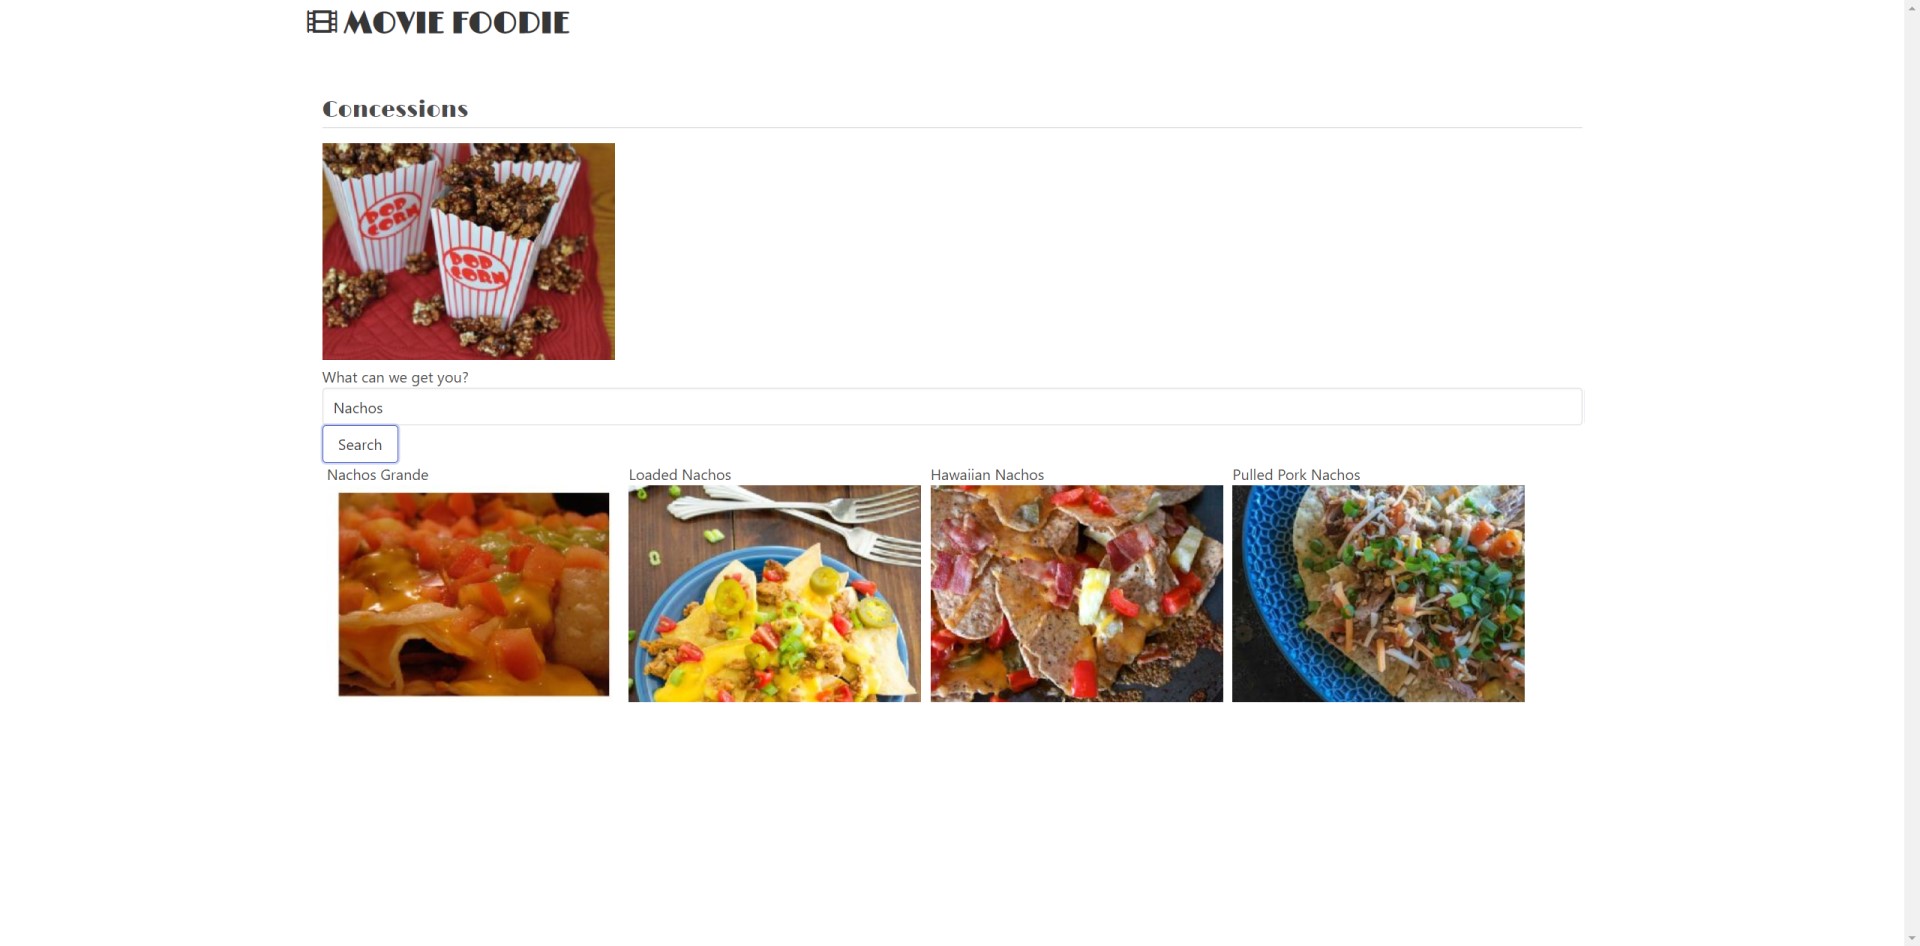 MOVIE FOODIE
Concessions
POP
CORN
POP
CORN
What can we get you?
Nachos
Search
Nachos Grande
Loaded Nachos
Hawaiian Nachos
Pulled Pork Nachos